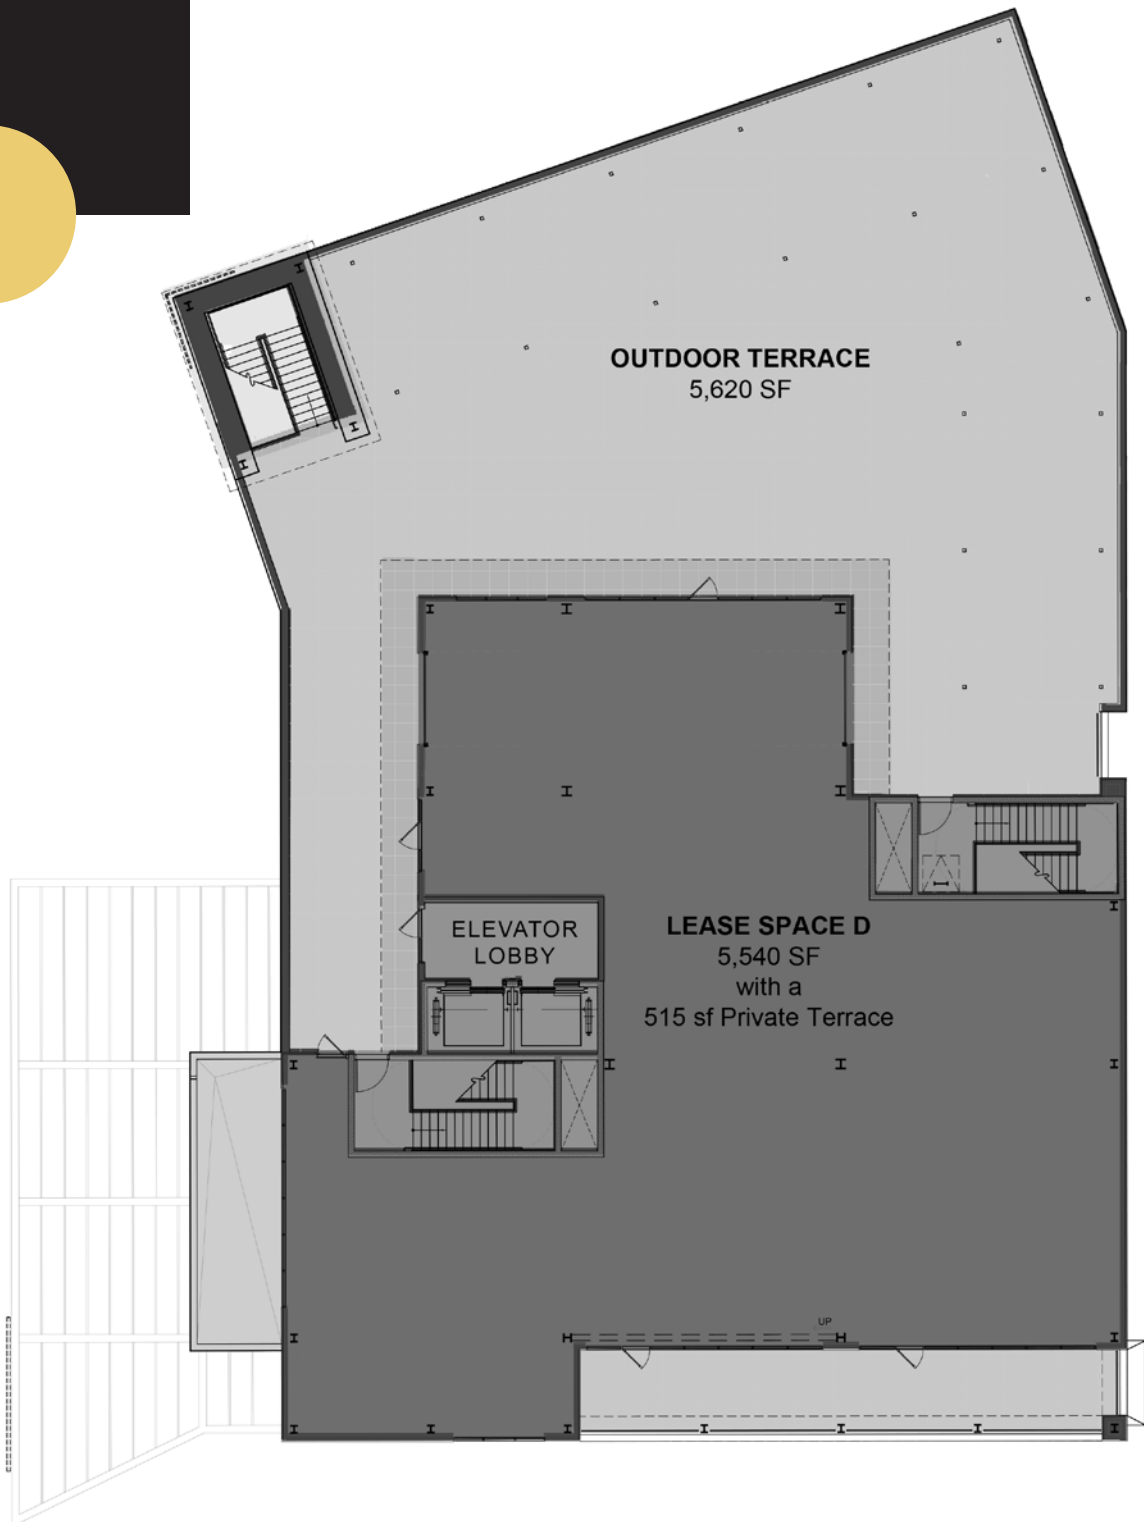 OUTDOOR TERRACE
5,620 SF
ELEVATOR
LOBBY
LEASE SPACE D
5,540 SF
with a
515 sf Private Terrace
UP